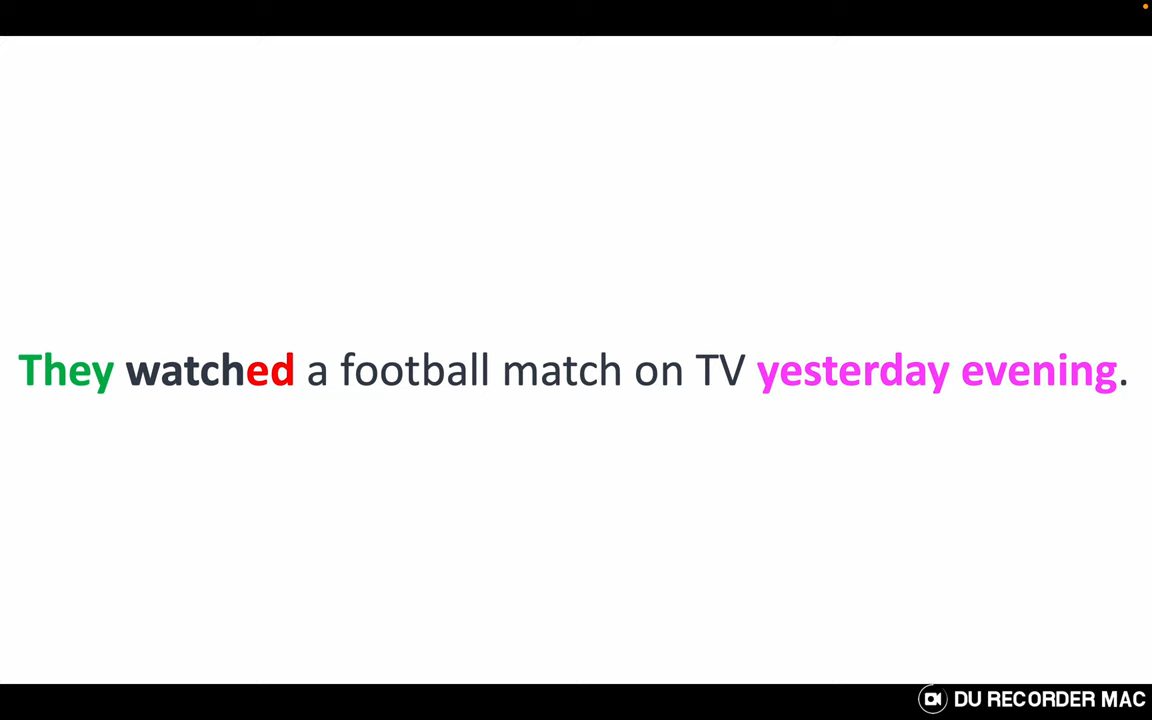 They watched a football match on TV yesterday evening.
DU RECORDER MAC